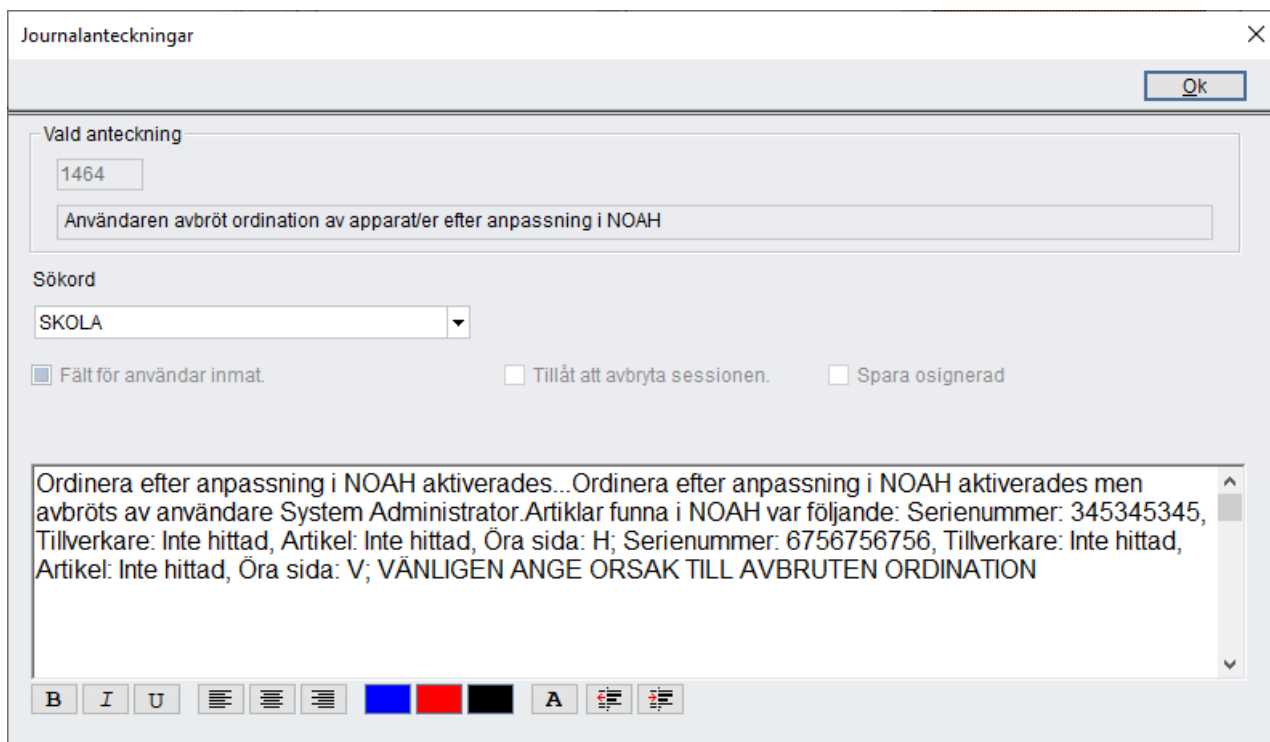 Journalanteckningar
Ok
Vald anteckning
1464
Användaren avbröt ordination av apparat/er efter anpassning i NOAH
Sökord
SKOLA
Fält för användar inmat.
Tillåt att avbryta sessionen.
Spara osignerad
Ordinera efter anpassning i NOAH aktiverades...Ordinera efter anpassning i NOAH aktiverades men
avbröts av användare System Administrator.Artiklar funna i NOAH var följande: Serienummer: 345345345,
Tillverkare: Inte hittad, Artikel: Inte hittad, Öra sida: H; Serienummer: 6756756756, Tillverkare: Inte hittad,
Artikel: Inte hittad, Öra sida: V; VÄNLIGEN ANGE ORSAK TILL AVBRUTEN ORDINATION
B I U A